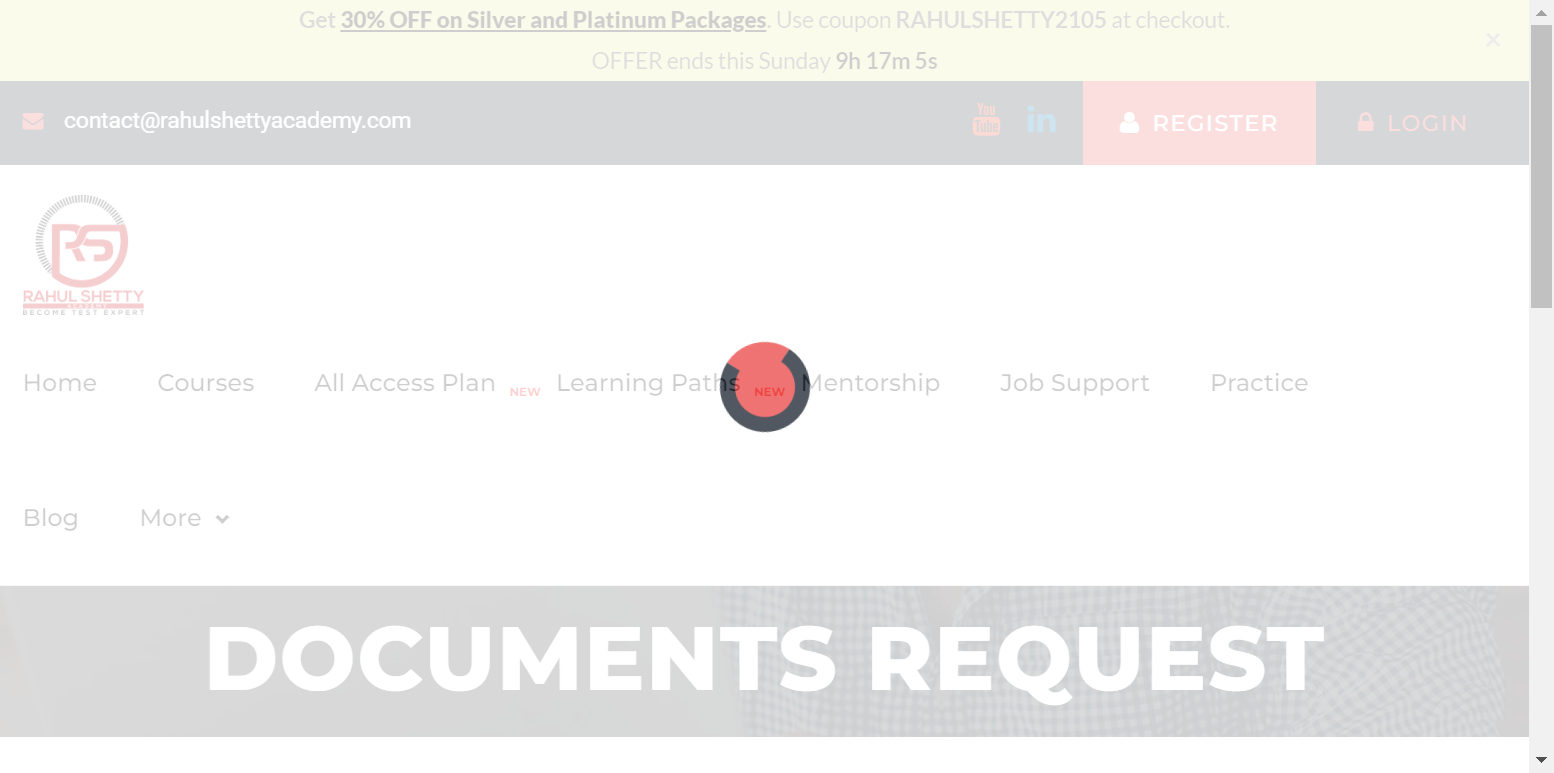 Get 30% OFF on Silver and Platinum Packages. Use coupon RAHULSHETTY2105 at checkout.
OFFER ends this Sunday 9h 17m 5s
×
contact@rahulshettyacademy.com
You Tube in REGISTER LOGIN
RS
RAHUL SHETTY
ACADEMY
BECOME TEST EXPERT
Home Courses All Access Plan NEW Learning Paths NEW Mentorship Job Support Practice
Blog More
DOCUMENTS REQUEST